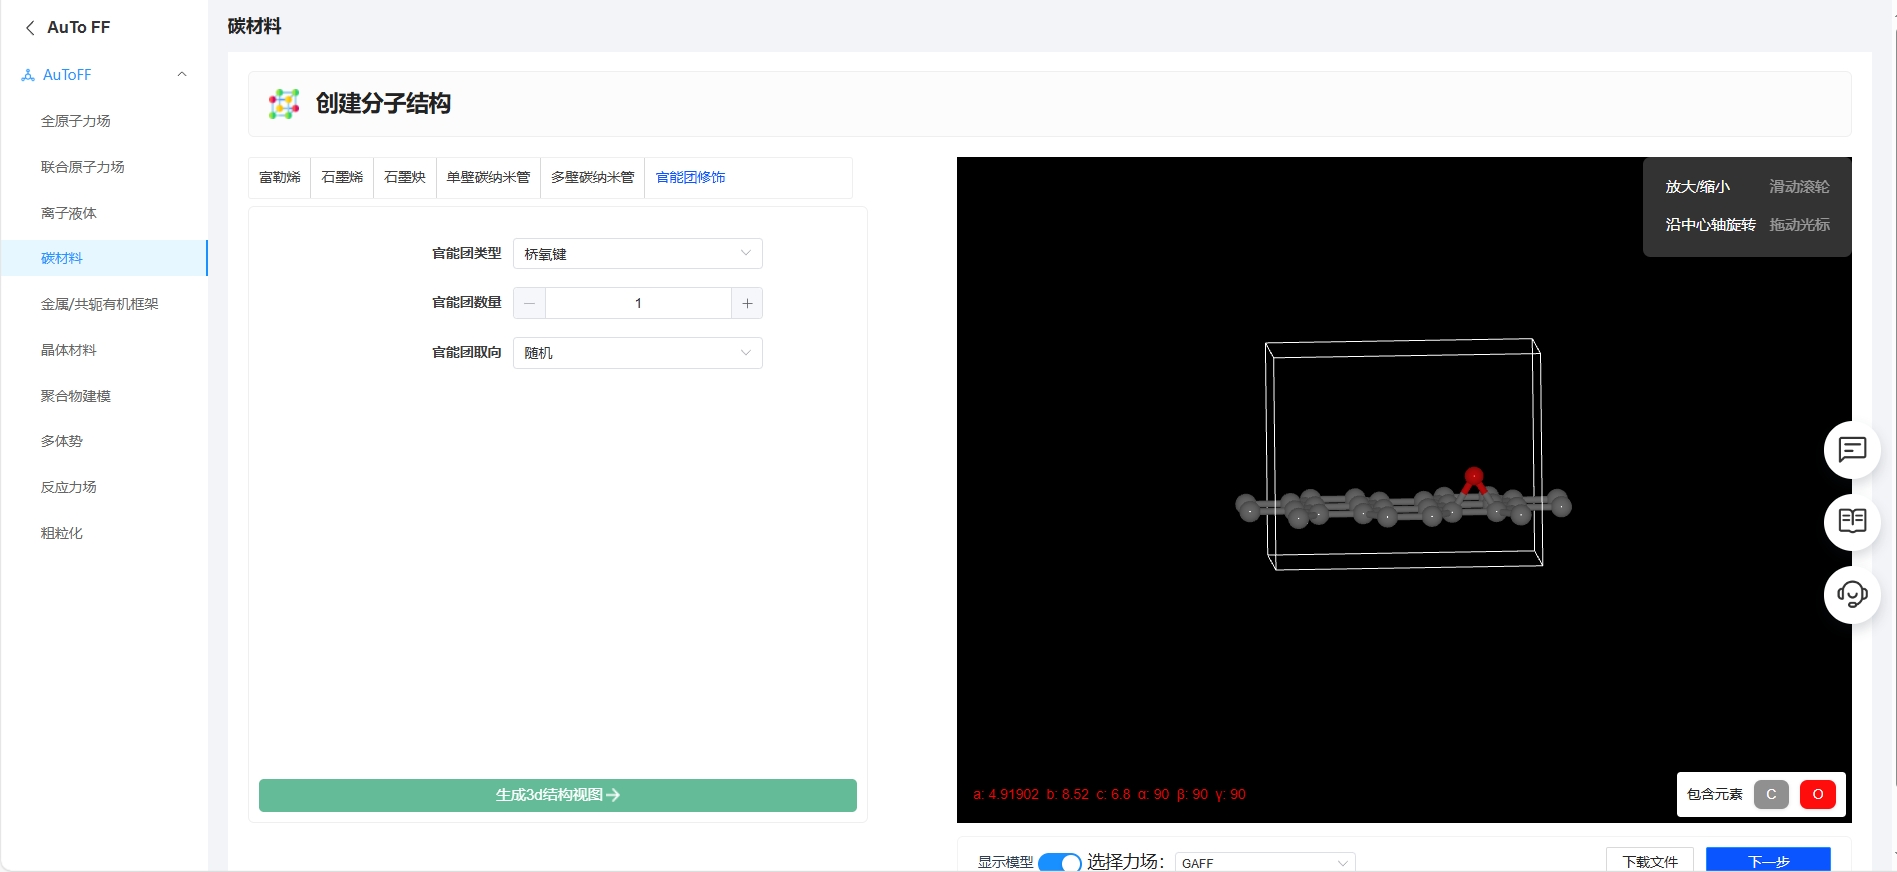 AuTo FF
AuToFF
全原子力场
联合原子力场
离子液体
碳材料
金属/共轭有机框架
晶体材料
聚合物建模
多体势
反应力场
粗粒化
碳材料
创建分子结构
富勒烯 石墨烯 石墨炔 单壁碳纳米管 多壁碳纳米管 官能团修饰
官能团类型 桥氧键
官能团数量 1
官能团取向 随机
生成3d结构视图
放大/缩小 滑动滚轮
沿中心轴旋转 拖动光标
a: 4.91902 b: 8.52 c: 6.8 α: 90 β: 90 γ: 90
包含元素 C O
显示模型 选择力场： GAFF
下载文件 下一步